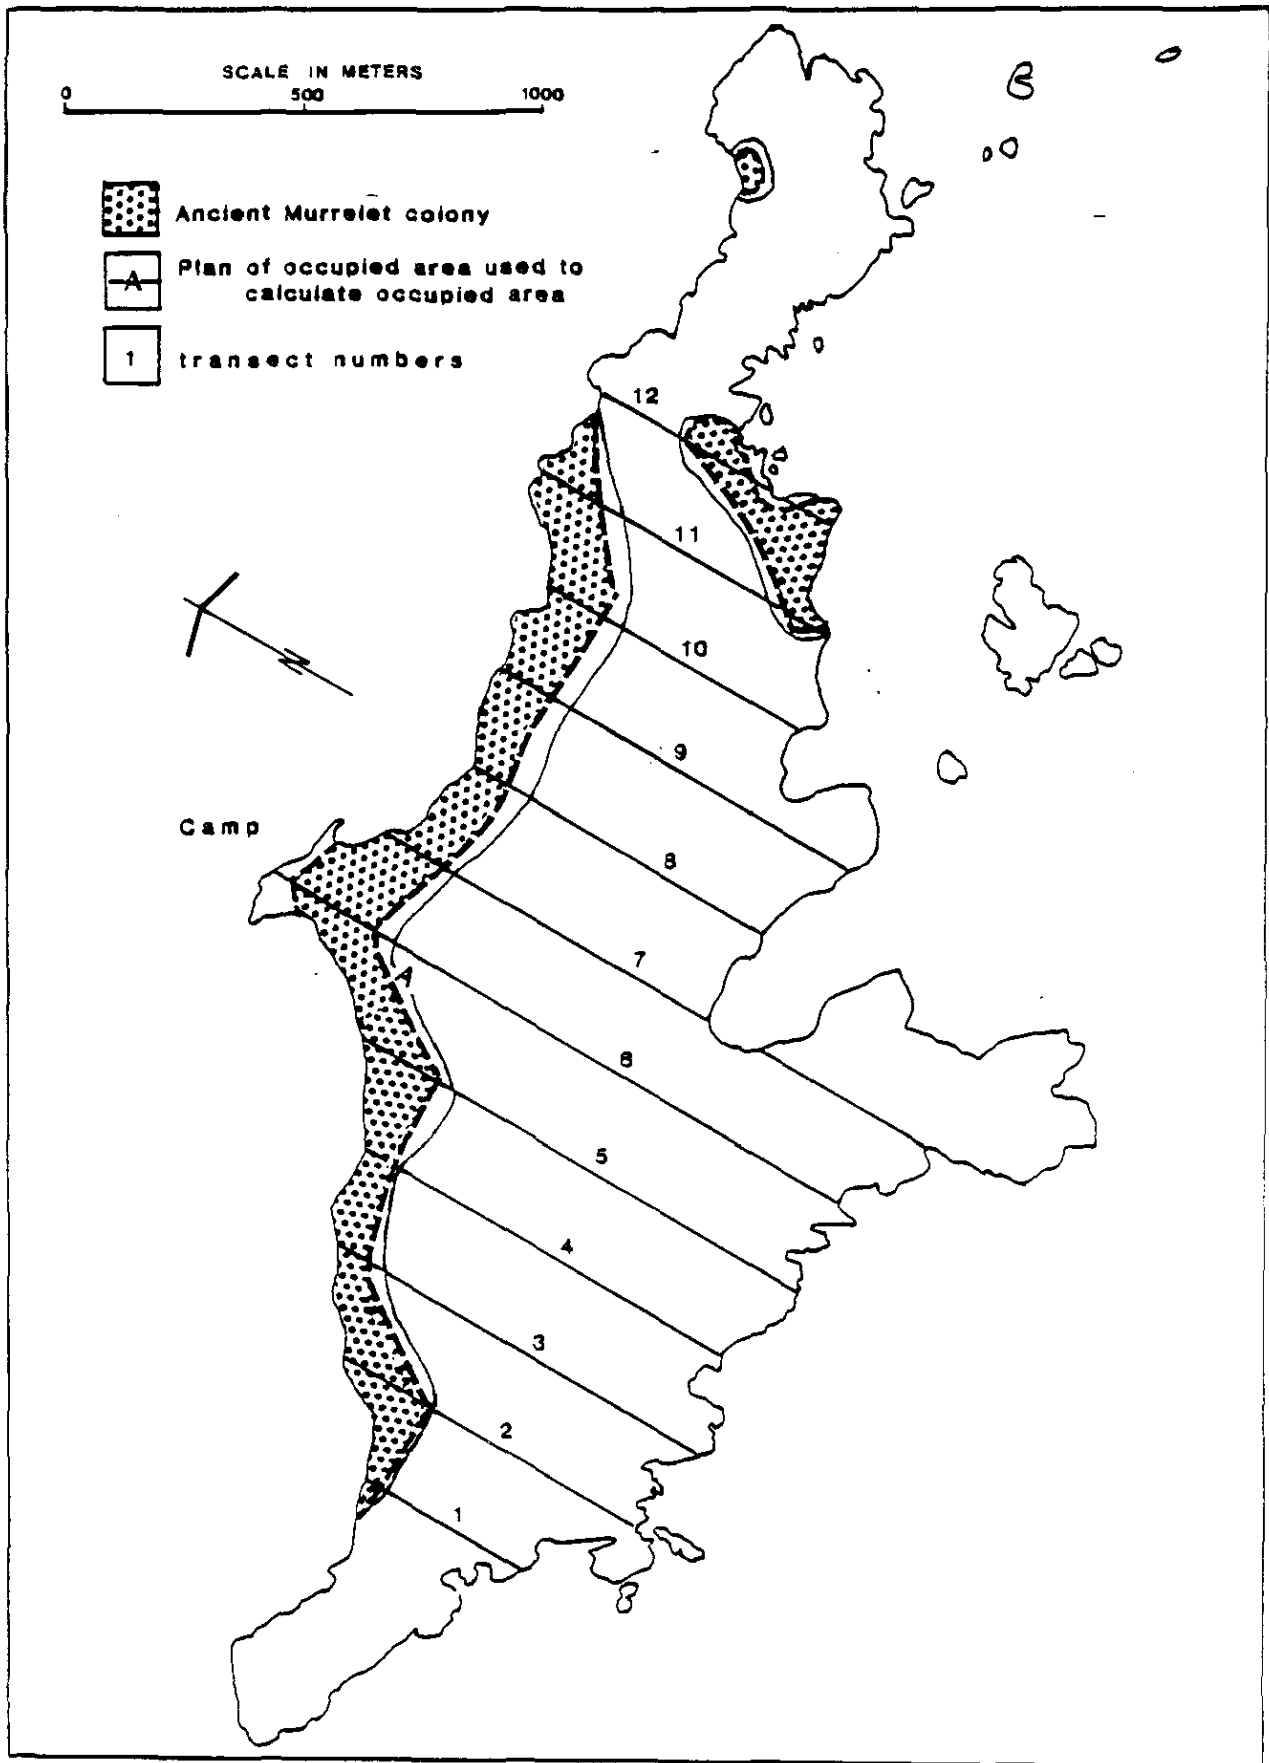 SCALE IN METERS
0 500 1000
Ancient Murrelet colony
A
Plan of occupied area used to
calculate occupied area
1
transect numbers
12
11
10
N
9
Camp
8
7
A
6
5
4
3
2
1